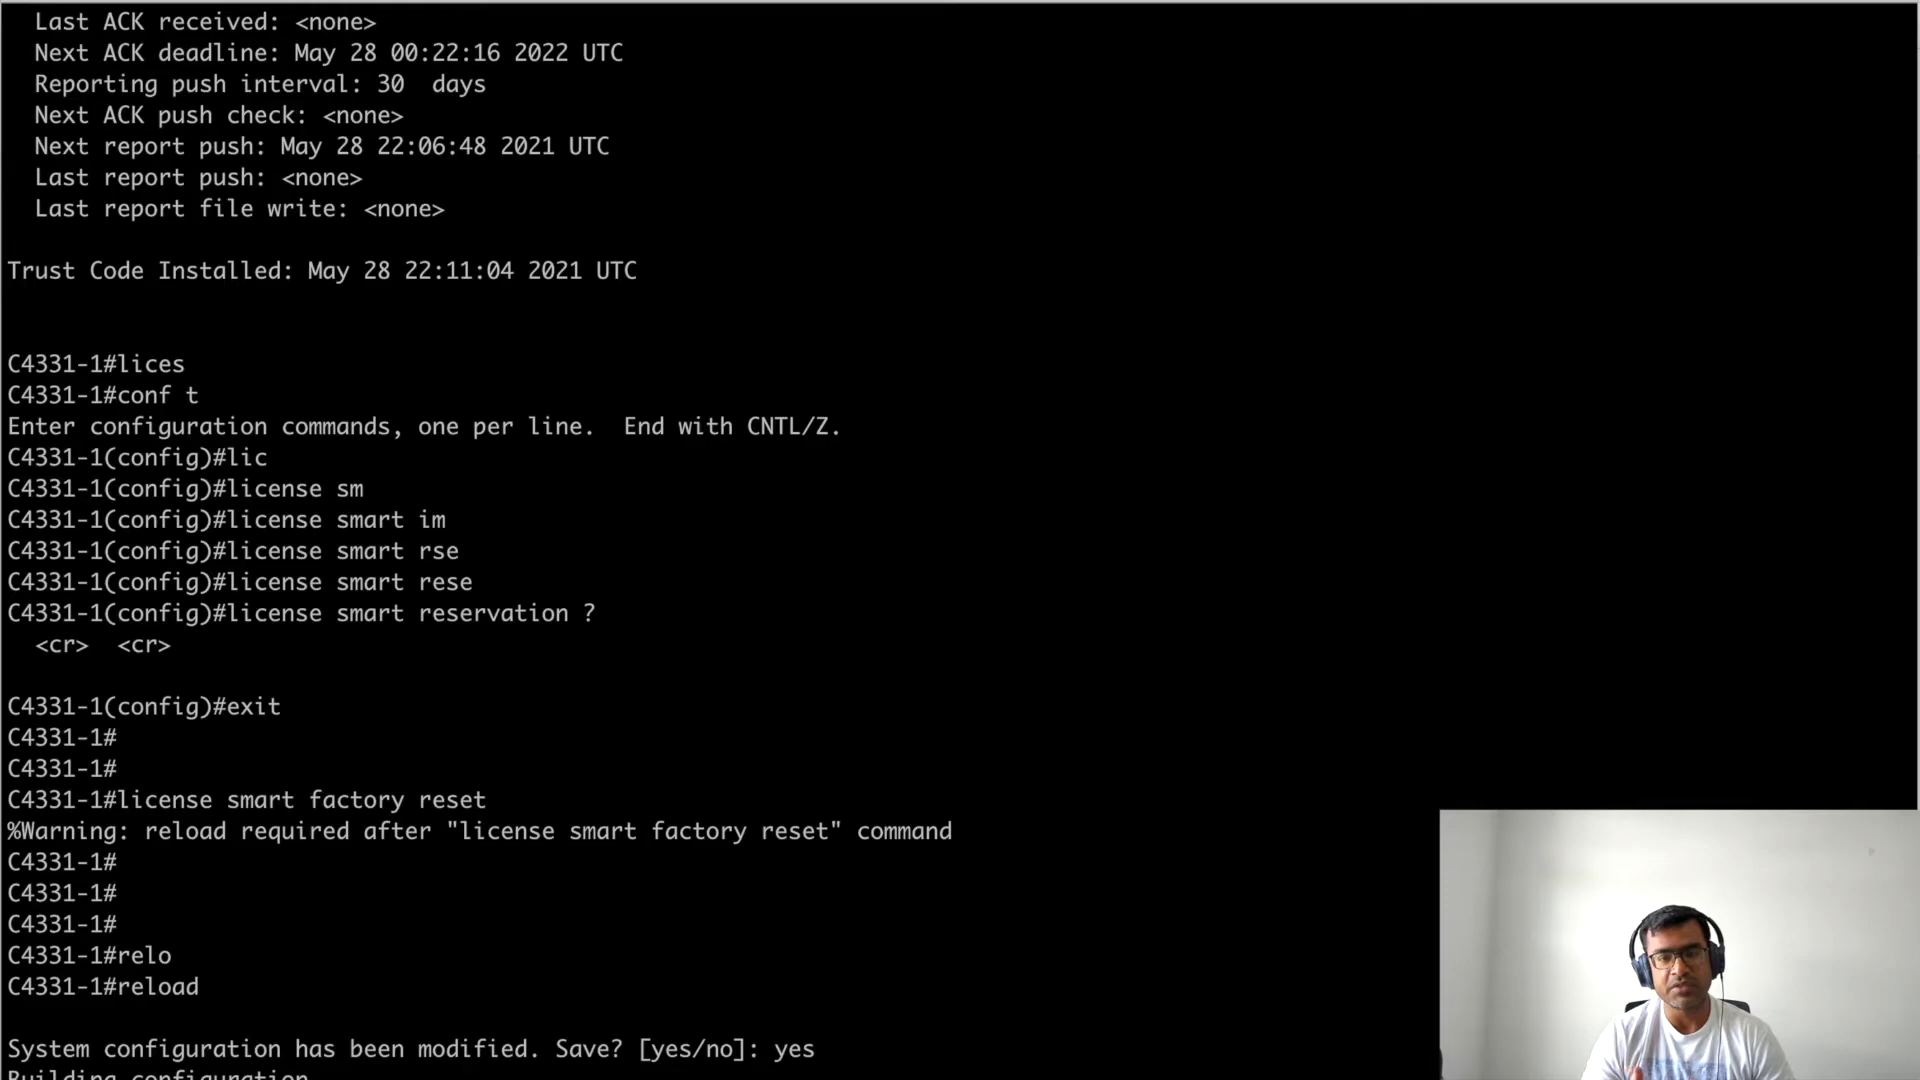 Last ACK received: <none>
Next ACK deadline: May 28 00:22:16 2022 UTC
Reporting push interval: 30  days
Next ACK push check: <none>
Next report push: May 28 22:06:48 2021 UTC
Last report push: <none>
Last report file write: <none>
Trust Code Installed: May 28 22:11:04 2021 UTC
C4331-1#lices
C4331-1#conf t
Enter configuration commands, one per line.  End with CNTL/Z.
C4331-1(config)#lic
C4331-1(config)#license sm
C4331-1(config)#license smart im
C4331-1(config)#license smart rse
C4331-1(config)#license smart rese
C4331-1(config)#license smart reservation ?
<cr>  <cr>
C4331-1(config)#exit
C4331-1#
C4331-1#
C4331-1#license smart factory reset
%Warning: reload required after "license smart factory reset" command
C4331-1#
C4331-1#
C4331-1#
C4331-1#relo
C4331-1#reload
System configuration has been modified. Save? [yes/no]: yes
Building configuration